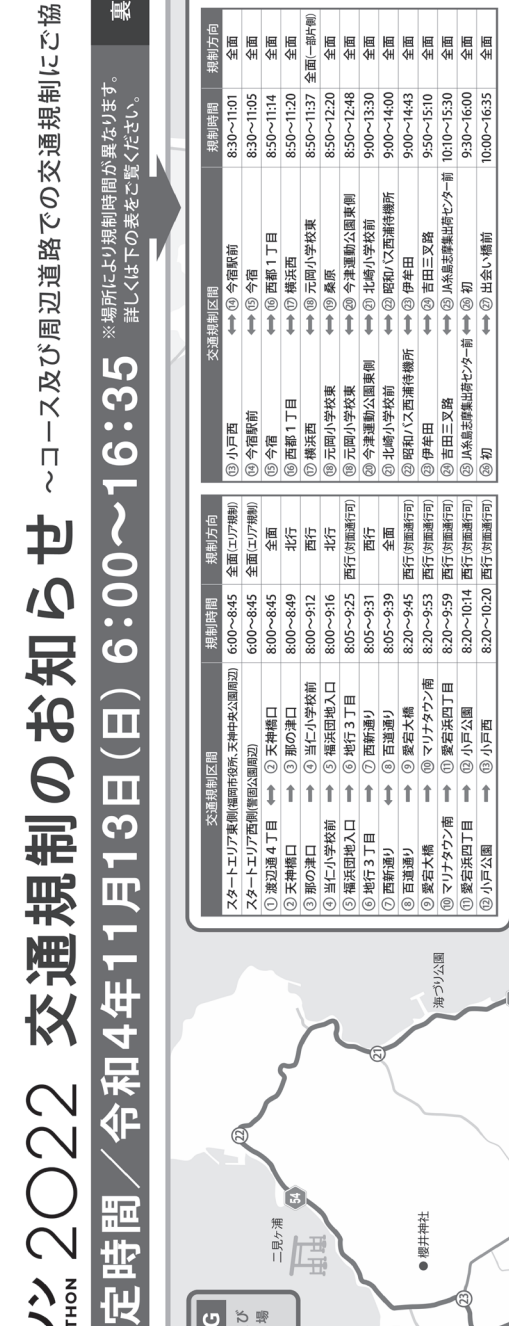 ソン 2022 交通規制のお知らせ ～コース及び周辺道路での交通規制にご協
THON
定時間／令和4年11月13日（日）6:00～16:35
※場所により規制時間が異なります。
詳しくは下の表をご覧ください。
裏
交通規制区間 規制時間 規制方向
スタートエリア東側(福岡市役所、天神中央公園周辺) 6:00～8:45 全面(エリア規制)
スタートエリア西側(警固公園周辺) 6:00～8:45 全面(エリア規制)
① 渡辺通4丁目 ⟷ ② 天神橋口 8:00～8:45 全面
② 天神橋口 → ③ 那の津口 8:00～8:49 北行
③ 那の津口 → ④ 当仁小学校前 8:00～9:12 西行
④ 当仁小学校前 → ⑤ 福浜団地入口 8:00～9:16 北行
⑤ 福浜団地入口 → ⑥ 地行3丁目 8:05～9:25 西行(対面通行可)
⑥ 地行3丁目 → ⑦ 西新通り 8:05～9:31 西行
⑦ 西新通り ⟷ ⑧ 百道通り 8:05～9:39 全面
⑧ 百道通り → ⑨ 愛宕大橋 8:20～9:45 西行(対面通行可)
⑨ 愛宕大橋 → ⑩ マリナタウン南 8:20～9:53 西行(対面通行可)
⑩ マリナタウン南 → ⑪ 愛宕浜四丁目 8:20～9:59 西行(対面通行可)
⑪ 愛宕浜四丁目 → ⑫ 小戸公園 8:20～10:14 西行(対面通行可)
⑫ 小戸公園 → ⑬ 小戸西 8:20～10:20 西行(対面通行可)
交通規制区間 規制時間 規制方向
⑬ 小戸西 ⟷ ⑭ 今宿駅前 8:30～11:01 全面
⑭ 今宿駅前 ⟷ ⑮ 今宿 8:30～11:05 全面
⑮ 今宿 ⟷ ⑯ 西都1丁目 8:50～11:14 全面
⑯ 西都1丁目 ⟷ ⑰ 横浜西 8:50～11:20 全面
⑰ 横浜西 ⟷ ⑱ 元岡小学校東 8:50～11:37 全面(一部片側)
⑱ 元岡小学校東 ⟷ ⑲ 桑原 8:50～12:20 全面
⑱ 元岡小学校東 ⟷ ⑳ 今津運動公園東側 8:50～12:48 全面
⑳ 今津運動公園東側 ⟷ ㉑ 北崎小学校前 9:00～13:30 全面
㉑ 北崎小学校前 ⟷ ㉒ 昭和バス西浦待機所 9:00～14:00 全面
㉒ 昭和バス西浦待機所 ⟷ ㉓ 伊牟田 9:00～14:43 全面
㉓ 伊牟田 ⟷ ㉔ 吉田三叉路 9:50～15:10 全面
㉔ 吉田三叉路 ⟷ ㉕ JA糸島志摩集出荷センター前 10:10～15:30 全面
㉕ JA糸島志摩集出荷センター前 ⟷ ㉖ 初 9:30～16:00 全面
㉖ 初 ⟷ ㉗ 出会い橋前 10:00～16:35 全面
海づり公園
㉑
㉒
54
二見ヶ浦
櫻井神社
㉓
G
び
場